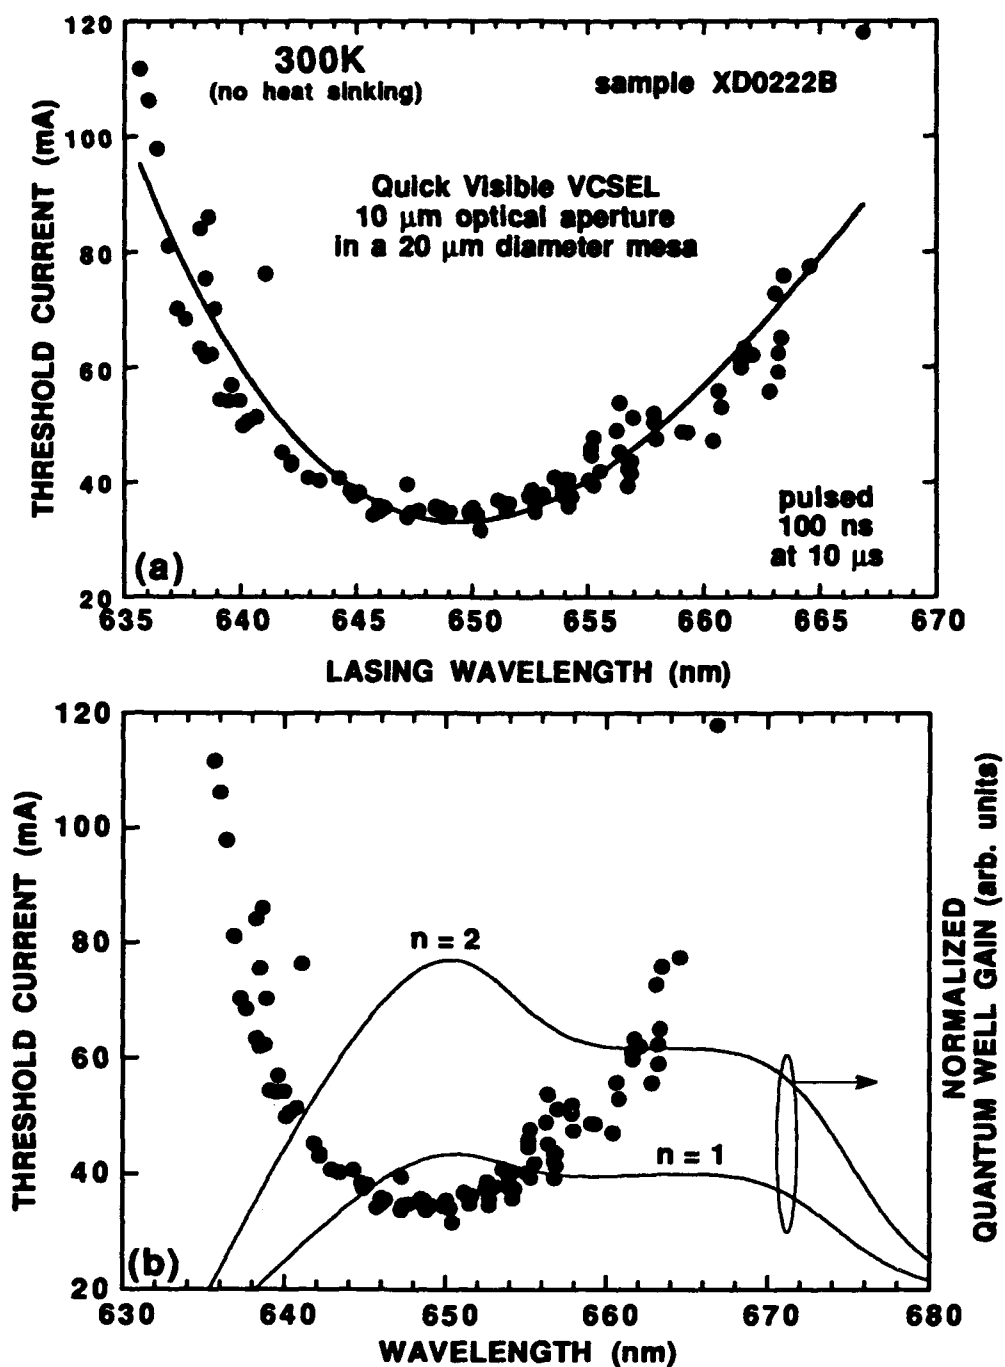 120
100
80
60
40
20
THRESHOLD CURRENT (mA)
300K
(no heat sinking)
sample XD0222B
Quick Visible VCSEL
10 μm optical aperture
in a 20 μm diameter mesa
pulsed
100 ns
at 10 μs
(a)
635 640 645 650 655 660 665 670
LASING WAVELENGTH (nm)
120
100
80
60
40
20
THRESHOLD CURRENT (mA)
n = 2
n = 1
(b)
NORMALIZED
QUANTUM WELL GAIN (arb. units)
630 640 650 660 670 680
WAVELENGTH (nm)